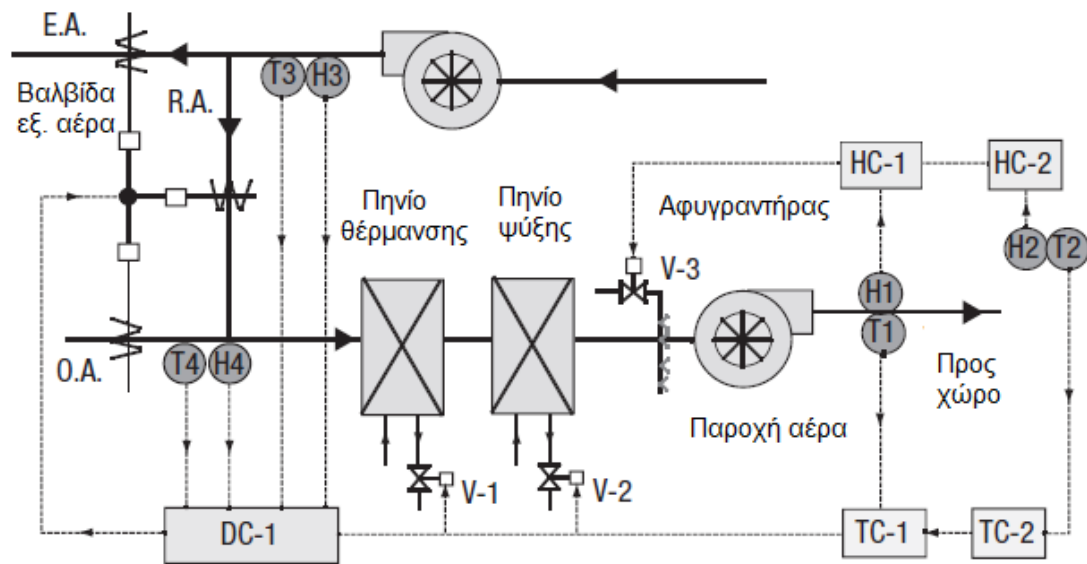 E.A.
T3
H3
Βαλβίδα
εξ. αέρα
R.A.
HC-1
HC-2
Πηνίο
θέρμανσης
Πηνίο
ψύξης
Αφυγραντήρας
H2
T2
V-3
H1
T1
O.A.
T4
H4
Προς
χώρο
Παροχή αέρα
V-1
V-2
DC-1
TC-1
TC-2